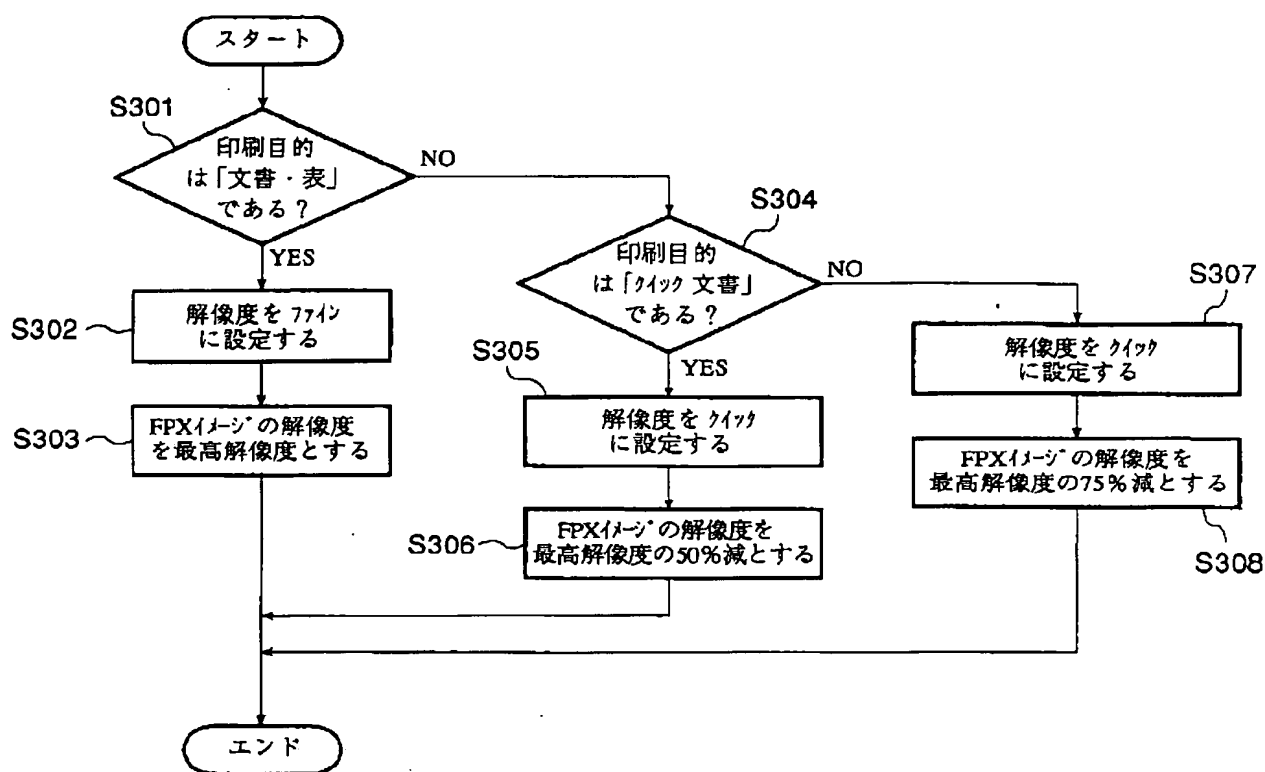 スタート
S301
印刷目的
は「文書・表」
である?
NO
YES
S302
解像度を ﾌｧｲﾝ
に設定する
S303
FPXｲﾒｰｼﾞの解像度
を最高解像度とする
S304
印刷目的
は「ｸｲｯｸ 文書」
である?
NO
YES
S305
解像度を ｸｲｯｸ
に設定する
S306
FPXｲﾒｰｼﾞの解像度を
最高解像度の50%減とする
S307
解像度を ｸｲｯｸ
に設定する
FPXｲﾒｰｼﾞの解像度を
最高解像度の75%減とする
S308
エンド